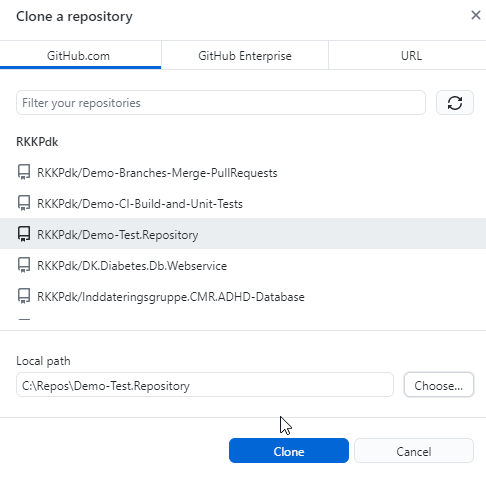 Clone a repository
GitHub.com
GitHub Enterprise
URL
Filter your repositories
RKKPdk
RKKPdk/Demo-Branches-Merge-PullRequests
RKKPdk/Demo-CI-Build-and-Unit-Tests
RKKPdk/Demo-Test.Repository
RKKPdk/DK.Diabetes.Db.Webservice
RKKPdk/Inddateringsgruppe.CMR.ADHD-Database
Local path
C:\Repos\Demo-Test.Repository
Choose...
Clone
Cancel